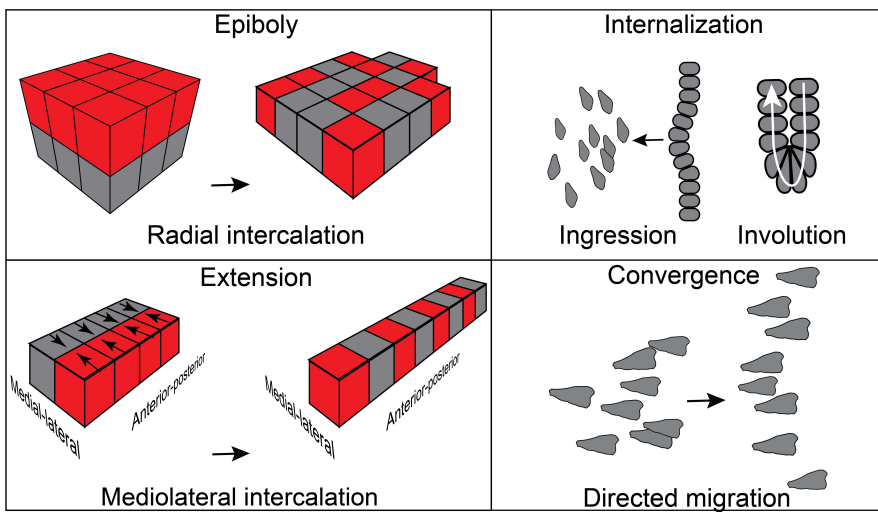 Epiboly
Radial intercalation
Internalization
Ingression
Involution
Extension
Medial-lateral
Anterior-posterior
Medial-lateral
Anterior-posterior
Mediolateral intercalation
Convergence
Directed migration